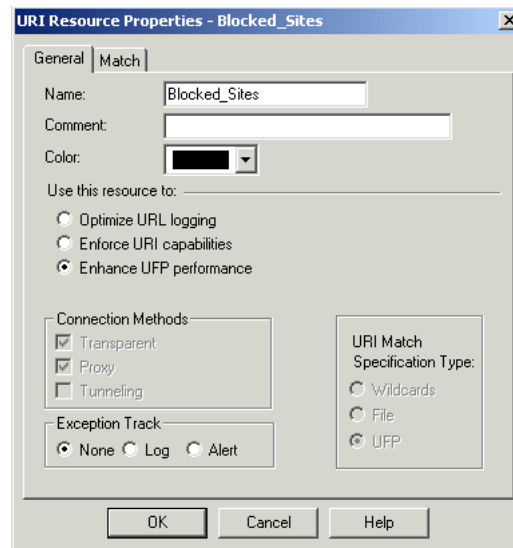 URI Resource Properties - Blocked_Sites
General
Match
Name:
Blocked_Sites
Comment:
Color:
Use this resource to:
Optimize URL logging
Enforce URI capabilities
Enhance UFP performance
Connection Methods
Transparent
Proxy
Tunneling
URI Match
Specification Type:
Wildcards
File
UFP
Exception Track
None
Log
Alert
OK
Cancel
Help